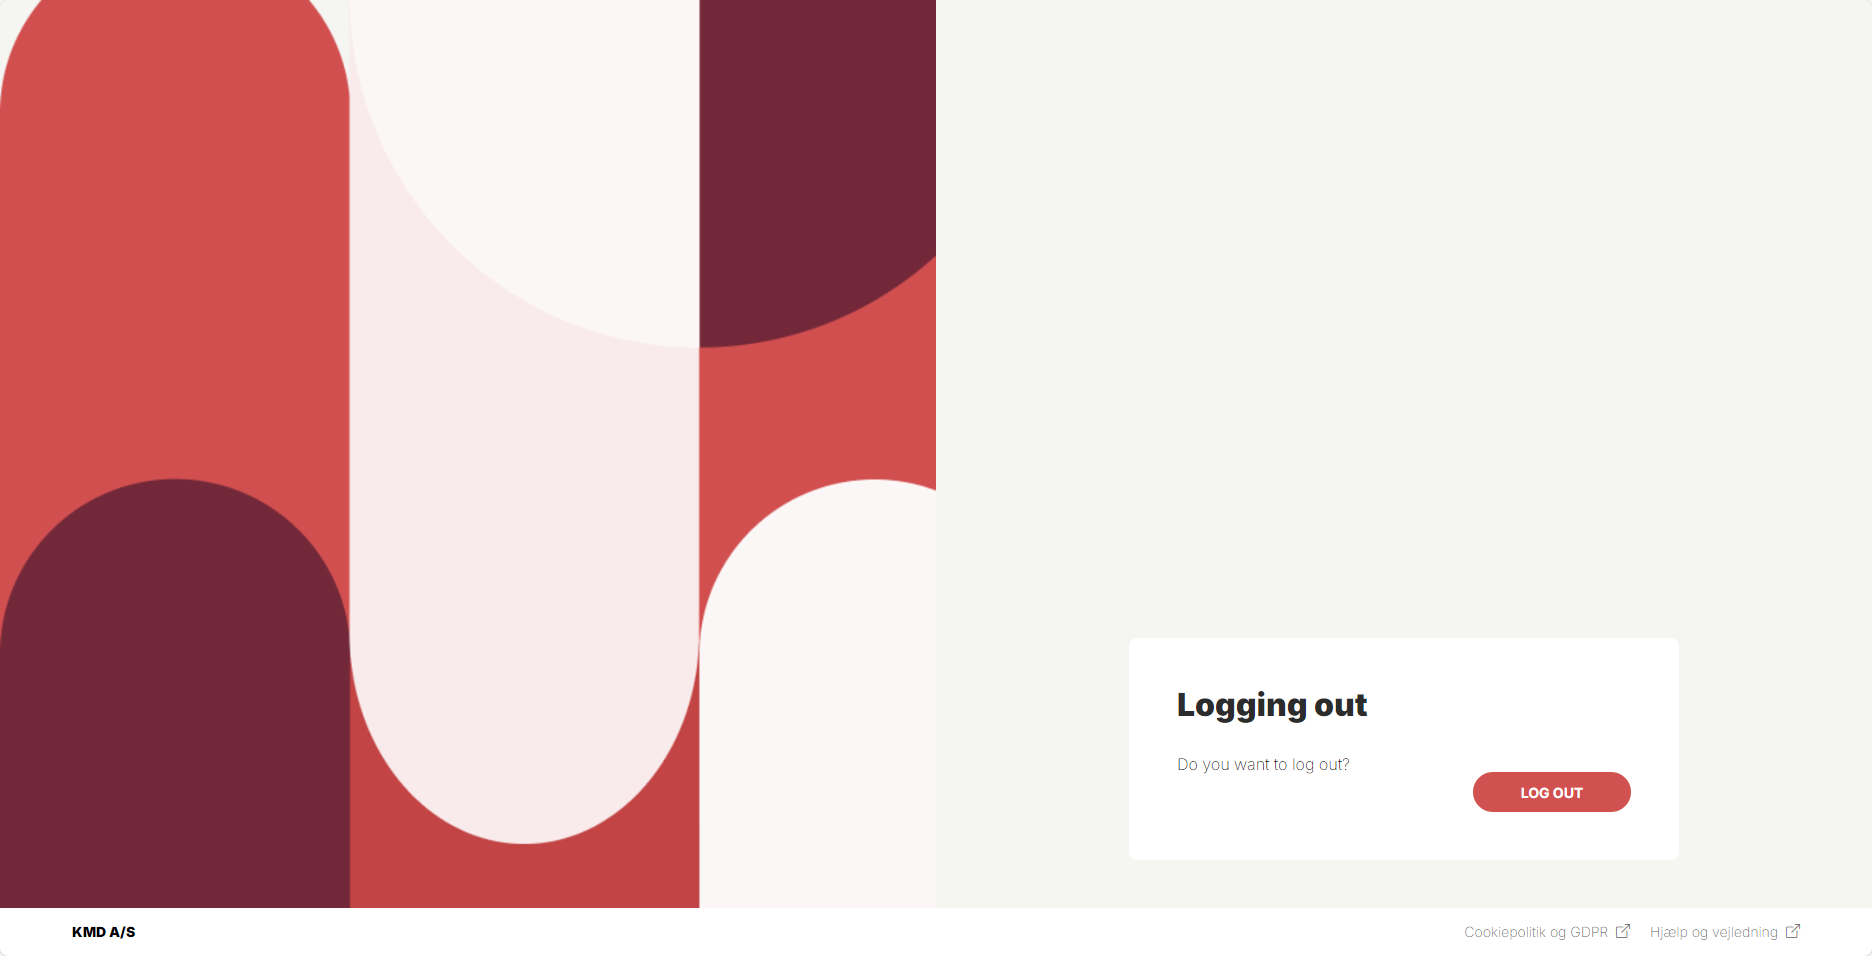 Logging out
Do you want to log out?
LOG OUT
KMD A/S
Cookiepolitik og GDPR
Hjælp og vejledning